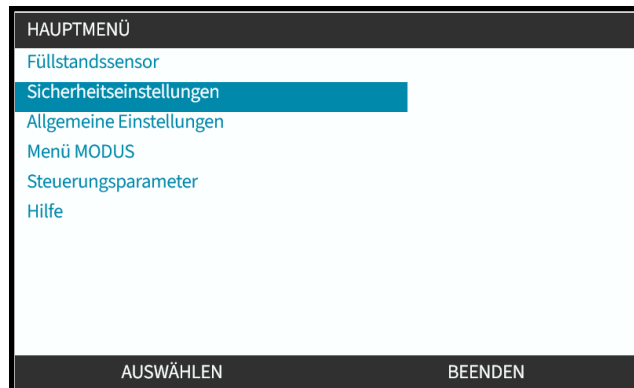 HAUPTMENÜ
Füllstandssensor
Sicherheitseinstellungen
Allgemeine Einstellungen
Menü MODUS
Steuerungsparameter
Hilfe
AUSWÄHLEN BEENDEN